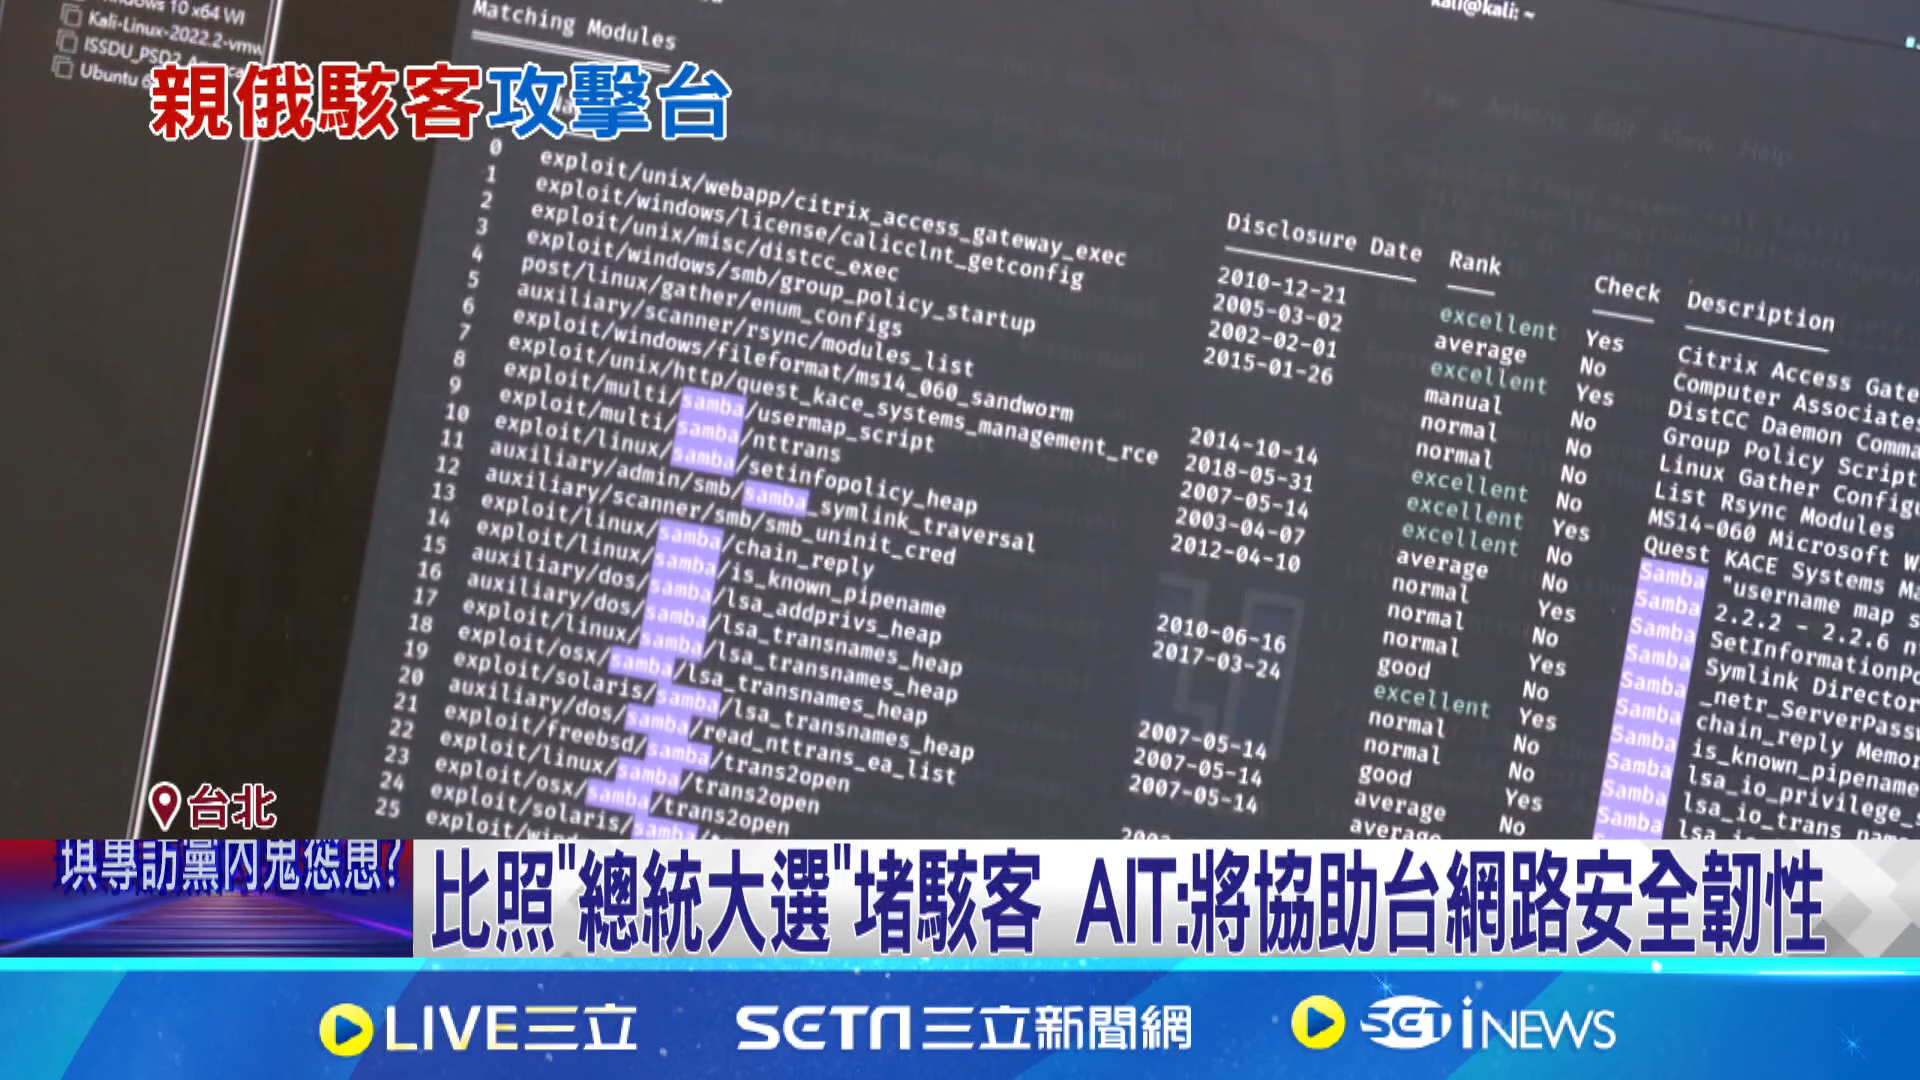 Kali-Linux-2022.2-vmw
Ubuntu
kali@kali: ~
Matching Modules
親俄駭客攻擊台
Disclosure Date Rank Check Description
0 exploit/unix/webapp/citrix_access_gateway_exec 2010-12-21 excellent Yes Citrix Access Gate
1 exploit/windows/license/calicclnt_getconfig 2005-03-02 average No Computer Associates
2 exploit/unix/misc/distcc_exec 2002-02-01 excellent Yes DistCC Daemon Comma
3 exploit/windows/smb/group_policy_startup 2015-01-26 manual No Group Policy Script
4 post/linux/gather/enum_configs normal No Linux Gather Configu
5 auxiliary/scanner/rsync/modules_list normal No List Rsync Modules
6 exploit/windows/fileformat/ms14_060_sandworm 2014-10-14 excellent No MS14-060 Microsoft W
7 exploit/unix/http/quest_kace_systems_management_rce 2018-05-31 excellent Yes Quest KACE Systems Ma
8 exploit/multi/samba/usermap_script 2007-05-14 excellent No Samba "username map s
9 exploit/multi/samba/nttrans 2003-04-07 average No Samba 2.2.2 - 2.2.6 n
10 exploit/linux/samba/setinfopolicy_heap 2012-04-10 normal Yes Samba SetInformationPo
11 auxiliary/admin/smb/samba_symlink_traversal normal No Samba Symlink Director
12 auxiliary/scanner/smb/smb_uninit_cred normal Yes Samba _netr_ServerPassw
13 exploit/linux/samba/chain_reply 2010-06-16 good No Samba chain_reply Memor
14 exploit/linux/samba/is_known_pipename 2017-03-24 excellent Yes Samba is_known_pipename
15 auxiliary/dos/samba/lsa_addprivs_heap normal No Samba lsa_io_privilege_s
16 auxiliary/dos/samba/lsa_transnames_heap normal No Samba lsa_io_trans_name
17 exploit/linux/samba/lsa_transnames_heap 2007-05-14 good Yes
18 exploit/osx/samba/lsa_transnames_heap 2007-05-14 average No
19 exploit/solaris/samba/lsa_transnames_heap 2007-05-14 average
20 auxiliary/dos/samba/read_nttrans_ea_list
21 exploit/freebsd/samba/trans2open
22 exploit/linux/samba/trans2open
23 exploit/osx/samba/trans2open
24 exploit/solaris/samba
25
台北
琪專訪黨內鬼慫恿?
比照"總統大選"堵駭客 AIT:將協助台網路安全韌性
LIVE三立 SETN三立新聞網 SETiNEWS